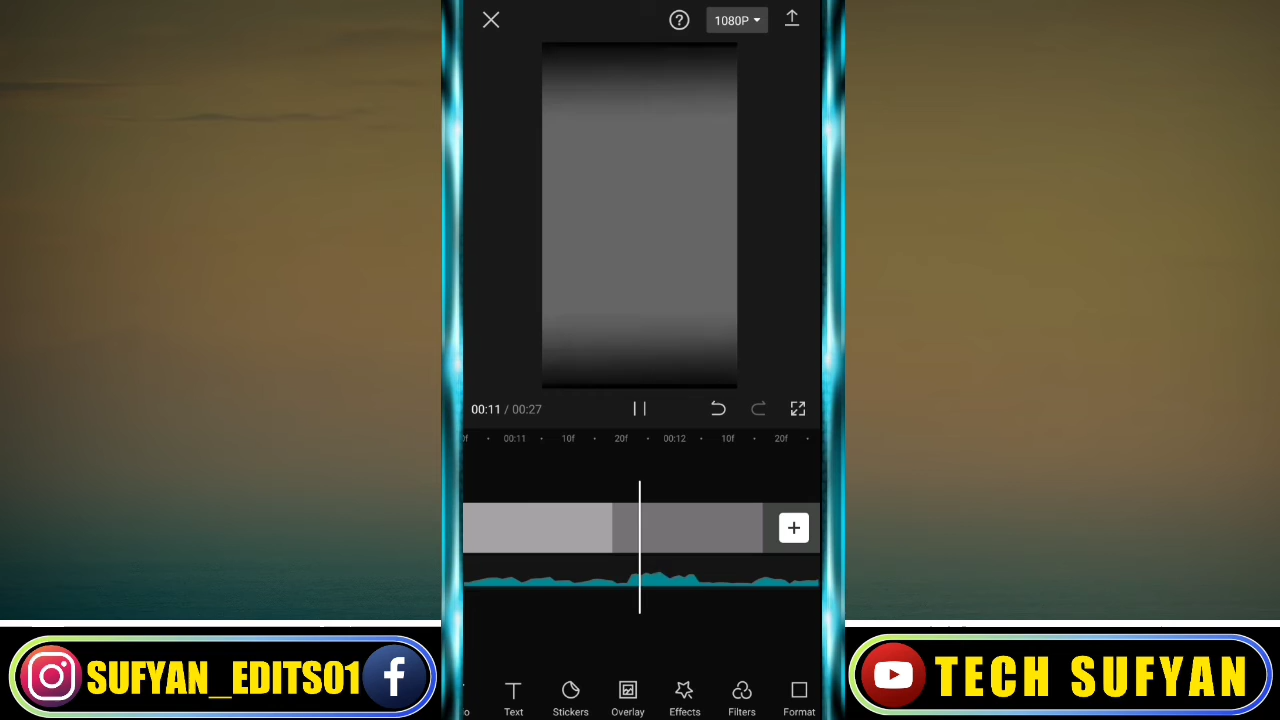 1080P
00:11 / 00:27
0f 00:11 10f 20f 00:12 10f 20f
o Text Stickers Overlay Effects Filters Format
SUFYAN_EDITS01
TECH SUFYAN